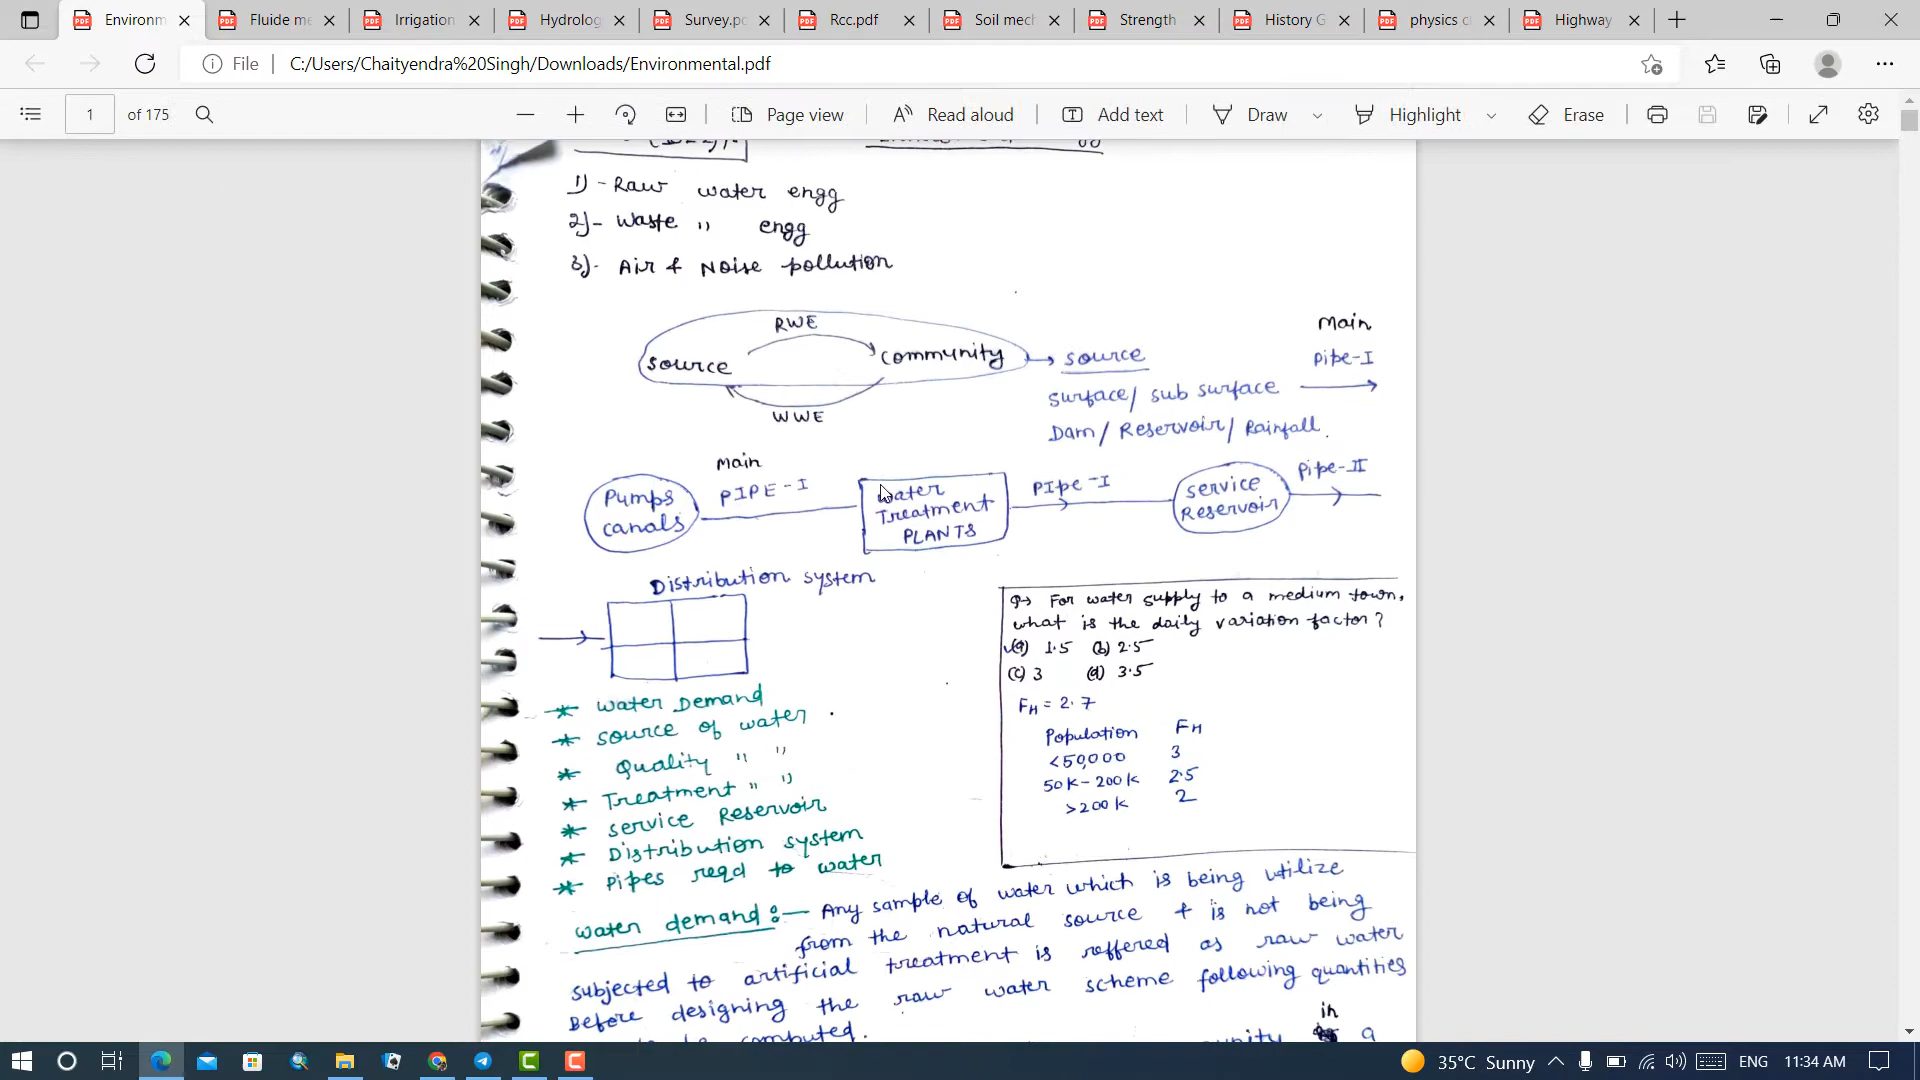 Environm
Fluide me
Irrigation
Hydrolog
Survey.pd
Rcc.pdf
Soil mech
Strength
History G
physics cl
Highway
File
C:/Users/Chaityendra%20Singh/Downloads/Environmental.pdf
1 of 175
Page view
Read aloud
Add text
Draw
Highlight
Erase
1) - Raw water engg
2)- Waste " engg
3)- Air & Noise pollution
RWE
source
community
WWE
source
surface/ sub surface
Dam / Reservoir / Rainfall.
Main
Pipe-I
Pumps
canals
Main
PIPE - I
Water
Treatment
PLANTS
PIpe - I
service
Reservoir
Pipe-II
Distribution system
Q→ For water supply to a medium town,
what is the daily variation factor?
(a) 1.5 (b) 2.5
(c) 3 (d) 3.5
FH = 2.7
Population FH
<50,000 3
50K - 200K 2.5
>200K 2
* water Demand
* source of water
* Quality " "
* Treatment " "
* service Reservoir
* Distribution system
* Pipes reqd to water
water demand :— Any sample of water which is being utilize
from the natural source & is not being
subjected to artificial treatment is reffered as raw water
Before designing the raw water scheme following quantities
computed.
in
a
35°C Sunny
ENG
11:34 AM